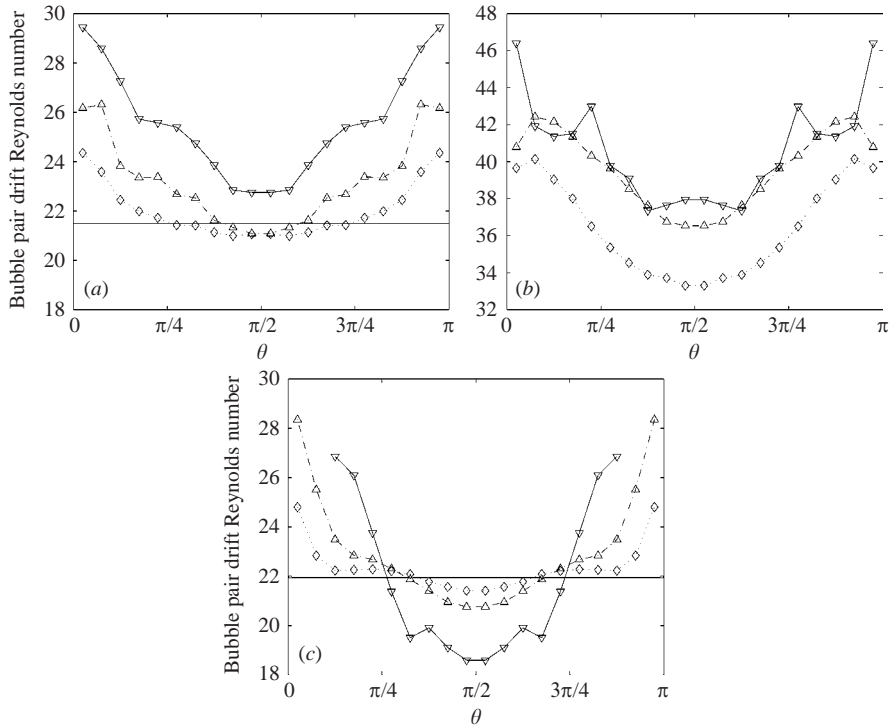 30
28
26
24
22
20
18
Bubble pair drift Reynolds number
(a)
0
π/4
π/2
3π/4
π
θ
48
46
44
42
40
38
36
34
32
(b)
0
π/4
π/2
3π/4
π
θ
30
28
26
24
22
20
18
Bubble pair drift Reynolds number
(c)
0
π/4
π/2
3π/4
π
θ